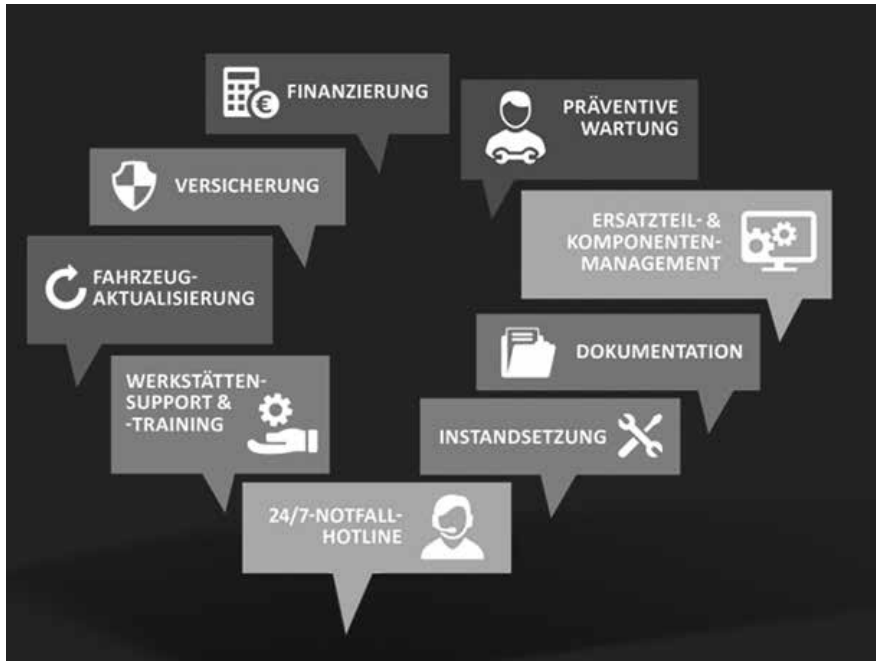 FINANZIERUNG
PRÄVENTIVE
WARTUNG
VERSICHERUNG
ERSATZTEIL- &
KOMPONENTEN-
MANAGEMENT
FAHRZEUG-
AKTUALISIERUNG
DOKUMENTATION
WERKSTÄTTEN-
SUPPORT &
-TRAINING
INSTANDSETZUNG
24/7-NOTFALL-
HOTLINE